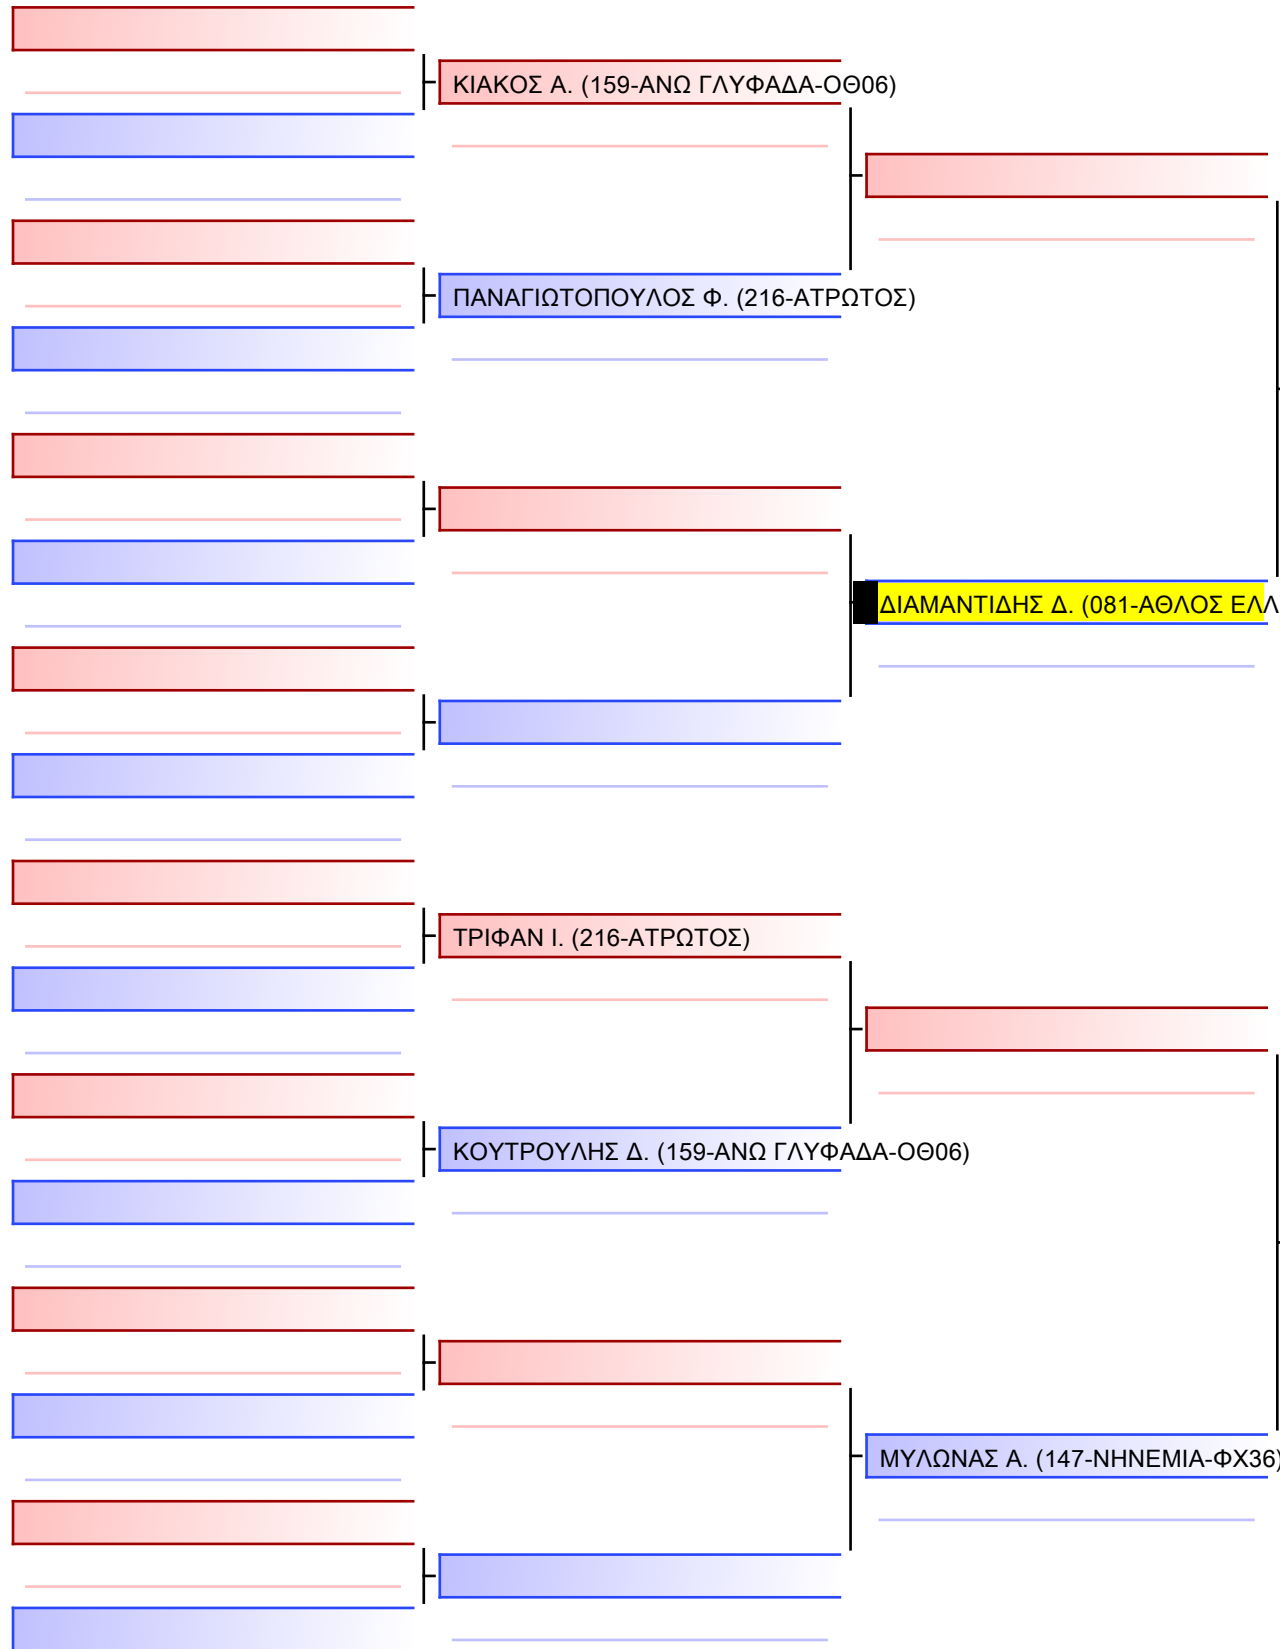 ΚΙΑΚΟΣ Α. (159-ΑΝΩ ΓΛΥΦΑΔΑ-ΟΘ06)
ΠΑΝΑΓΙΩΤΟΠΟΥΛΟΣ Φ. (216-ΑΤΡΩΤΟΣ)
ΔΙΑΜΑΝΤΙΔΗΣ Δ. (081-ΑΘΛΟΣ ΕΛΛ
ΤΡΙΦΑΝ Ι. (216-ΑΤΡΩΤΟΣ)
ΚΟΥΤΡΟΥΛΗΣ Δ. (159-ΑΝΩ ΓΛΥΦΑΔΑ-ΟΘ06)
ΜΥΛΩΝΑΣ Α. (147-ΝΗΝΕΜΙΑ-ΦΧ36)